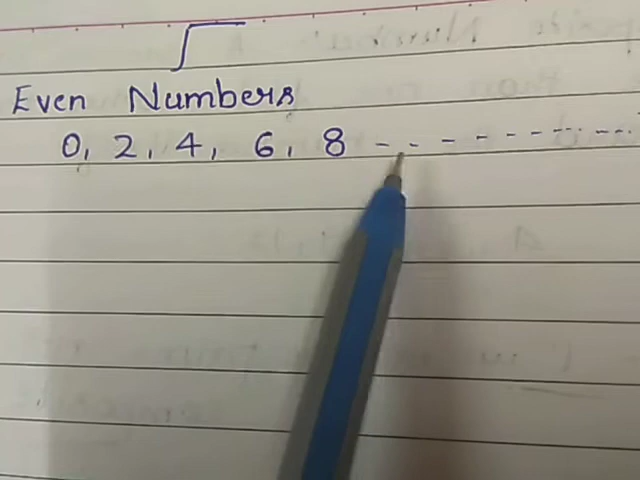 Even Numbers
0, 2, 4, 6, 8 - - - - - - - - - - - -